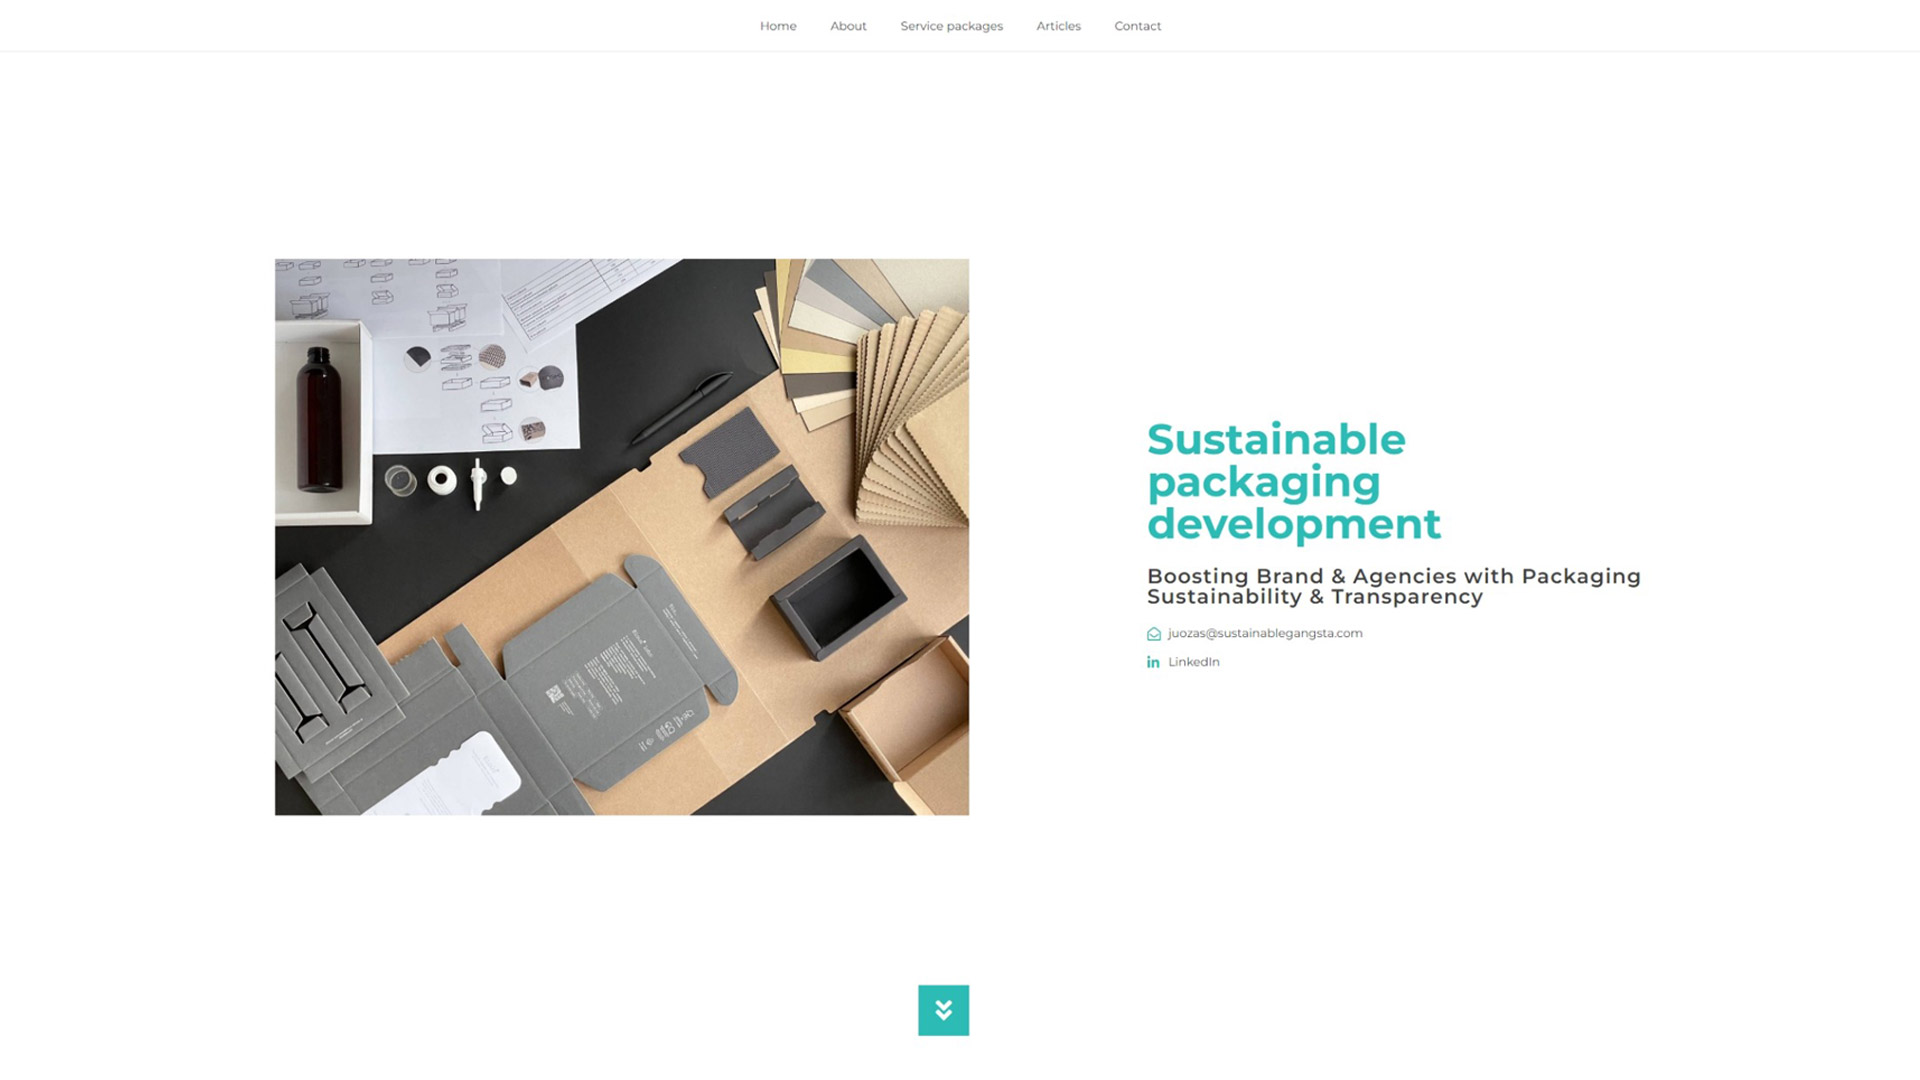 Home
About
Service packages
Articles
Contact
Sustainable
packaging
development
Boosting Brand & Agencies with Packaging
Sustainability & Transparency
juozas@sustainablegangsta.com
LinkedIn